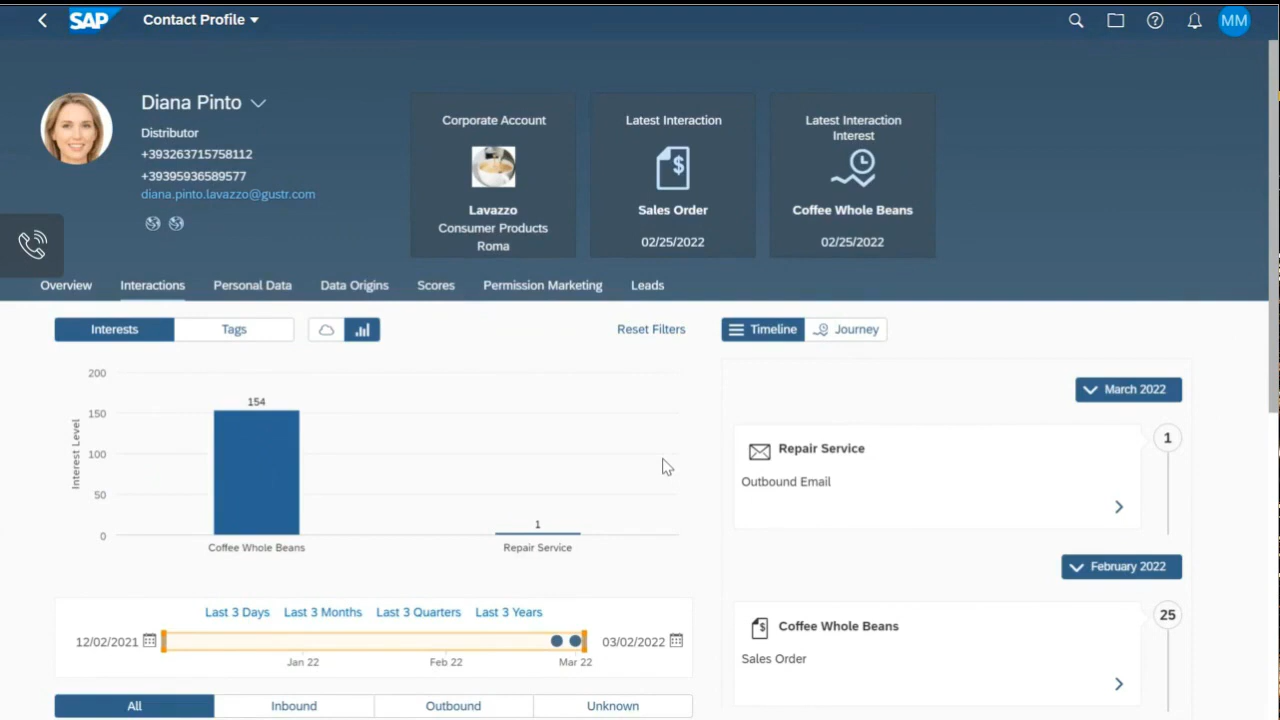 SAP
Contact Profile
MM
Diana Pinto
Distributor
+393263715758112
+39395936589577
diana.pinto.lavazzo@gustr.com
Corporate Account
Lavazzo
Consumer Products
Roma
Latest Interaction
Sales Order
02/25/2022
Latest Interaction
Interest
Coffee Whole Beans
02/25/2022
Overview
Interactions
Personal Data
Data Origins
Scores
Permission Marketing
Leads
Interests
Tags
Reset Filters
200
150
100
50
0
Interest Level
154
1
Coffee Whole Beans
Repair Service
Last 3 Days
Last 3 Months
Last 3 Quarters
Last 3 Years
12/02/2021
03/02/2022
Jan 22
Feb 22
Mar 22
All
Inbound
Outbound
Unknown
Timeline
Journey
March 2022
1
Repair Service
Outbound Email
February 2022
25
Coffee Whole Beans
Sales Order